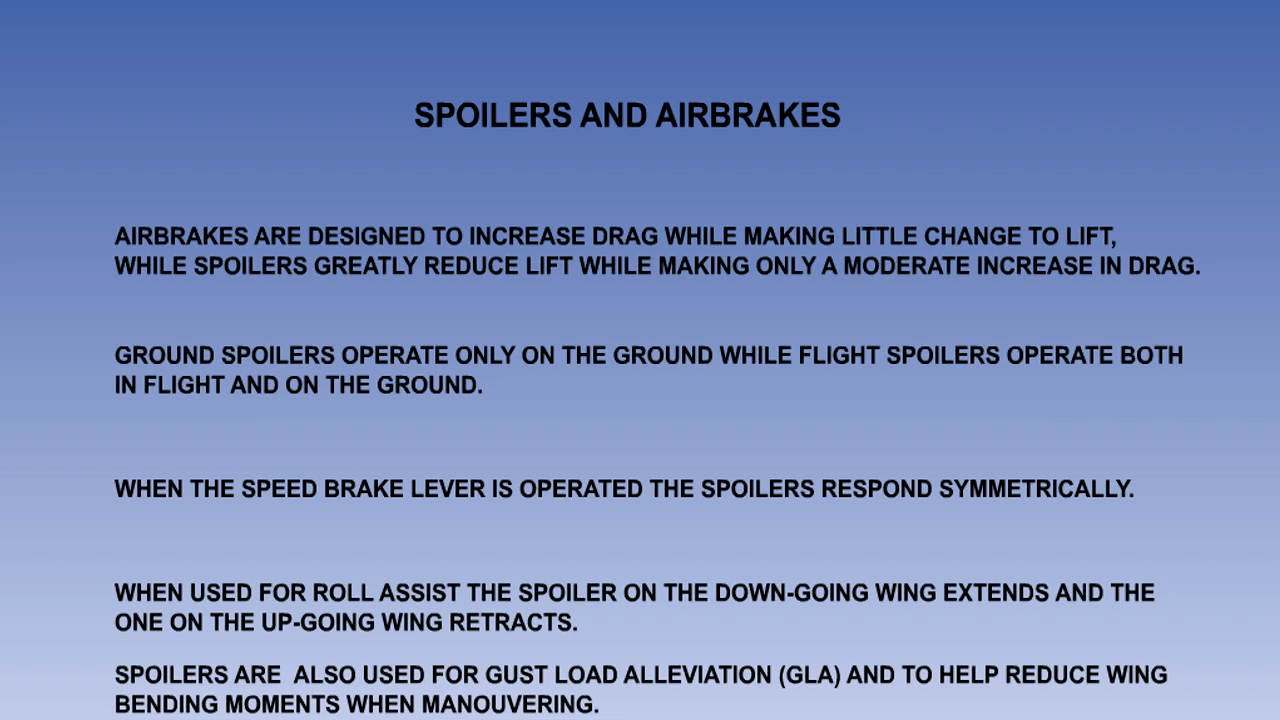 SPOILERS AND AIRBRAKES
AIRBRAKES ARE DESIGNED TO INCREASE DRAG WHILE MAKING LITTLE CHANGE TO LIFT,
WHILE SPOILERS GREATLY REDUCE LIFT WHILE MAKING ONLY A MODERATE INCREASE IN DRAG.
GROUND SPOILERS OPERATE ONLY ON THE GROUND WHILE FLIGHT SPOILERS OPERATE BOTH
IN FLIGHT AND ON THE GROUND.
WHEN THE SPEED BRAKE LEVER IS OPERATED THE SPOILERS RESPOND SYMMETRICALLY.
WHEN USED FOR ROLL ASSIST THE SPOILER ON THE DOWN-GOING WING EXTENDS AND THE
ONE ON THE UP-GOING WING RETRACTS.
SPOILERS ARE ALSO USED FOR GUST LOAD ALLEVIATION (GLA) AND TO HELP REDUCE WING
BENDING MOMENTS WHEN MANOUVERING.